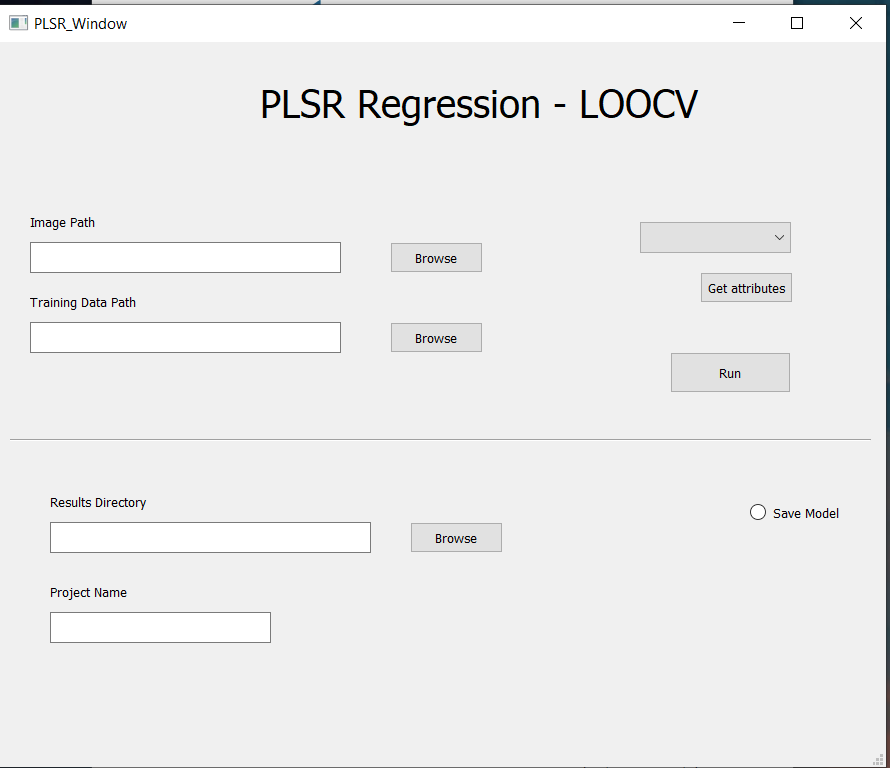 PLSR_Window
PLSR Regression - LOOCV
Image Path
Browse
Get attributes
Training Data Path
Browse
Run
Results Directory
Browse
Save Model
Project Name